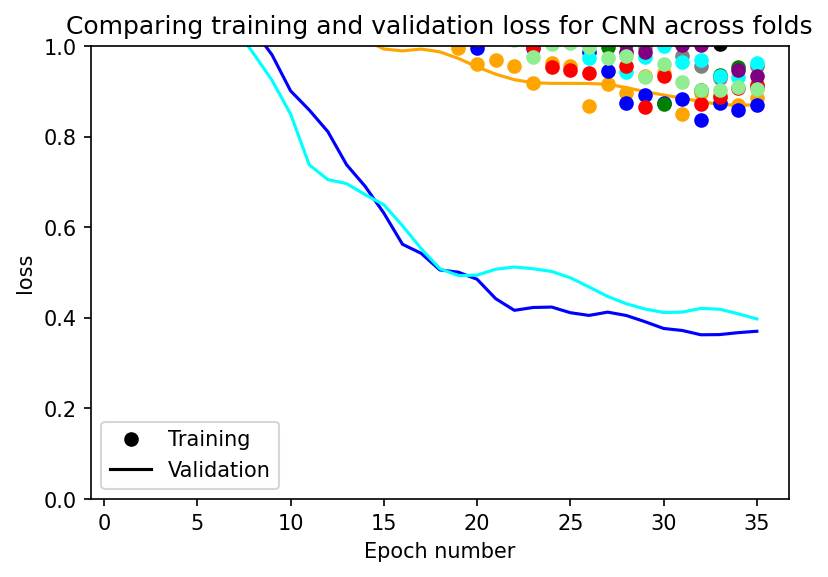 Comparing training and validation loss for CNN across folds
1.0
0.8
0.6
0.4
0.2
0.0
loss
Training
Validation
0 5 10 15 20 25 30 35
Epoch number